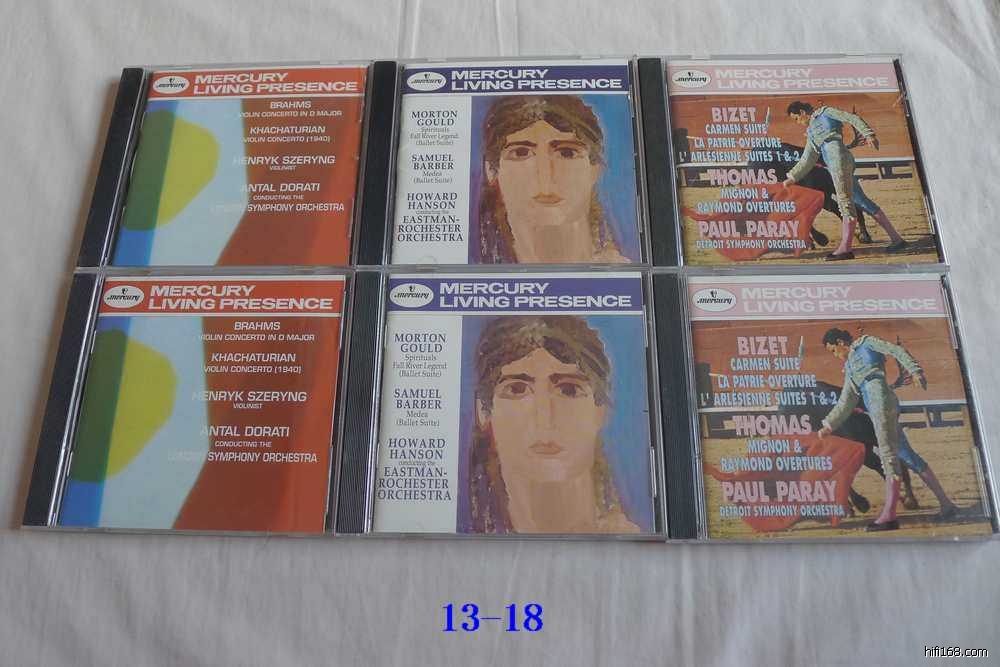 mercury
MERCURY
LIVING PRESENCE
BRAHMS
VIOLIN CONCERTO IN D MAJOR
KHACHATURIAN
VIOLIN CONCERTO (1940)
HENRYK SZERYNG
VIOLINIST
ANTAL DORATI
CONDUCTING THE
LONDON SYMPHONY ORCHESTRA
mercury
MERCURY
LIVING PRESENCE
MORTON
GOULD
Spirituals
Fall River Legend
(Ballet Suite)
SAMUEL
BARBER
Medea
(Ballet Suite)
HOWARD
HANSON
conducting the
EASTMAN-
ROCHESTER
ORCHESTRA
mercury
MERCURY
LIVING PRESENCE
BIZET
CARMEN SUITE
LA PATRIE-OVERTURE
L' ARLÉSIENNE SUITES 1 & 2
THOMAS
MIGNON &
RAYMOND OVERTURES
PAUL PARAY
DETROIT SYMPHONY ORCHESTRA
mercury
MERCURY
LIVING PRESENCE
BRAHMS
VIOLIN CONCERTO IN D MAJOR
KHACHATURIAN
VIOLIN CONCERTO (1940)
HENRYK SZERYNG
VIOLINIST
ANTAL DORATI
CONDUCTING THE
LONDON SYMPHONY ORCHESTRA
mercury
MERCURY
LIVING PRESENCE
MORTON
GOULD
Spirituals
Fall River Legend
(Ballet Suite)
SAMUEL
BARBER
Medea
(Ballet Suite)
HOWARD
HANSON
conducting the
EASTMAN-
ROCHESTER
ORCHESTRA
mercury
MERCURY
LIVING PRESENCE
BIZET
CARMEN SUITE
LA PATRIE-OVERTURE
L' ARLÉSIENNE SUITES 1 & 2
THOMAS
MIGNON &
RAYMOND OVERTURES
PAUL PARAY
DETROIT SYMPHONY ORCHESTRA
13-18
hifi168.com